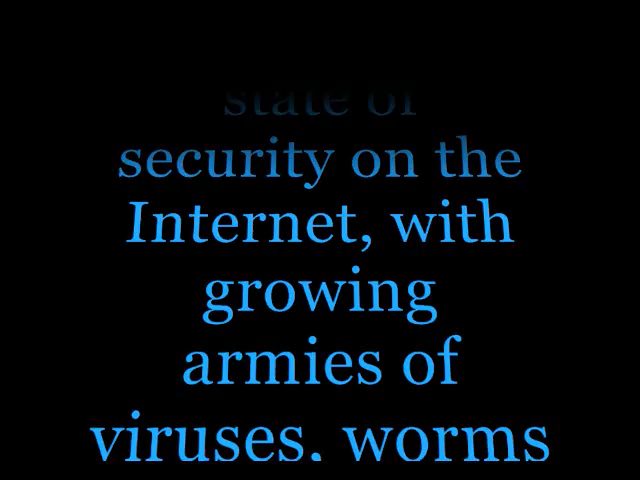 state of
security on the
Internet, with
growing
armies of
viruses, worms